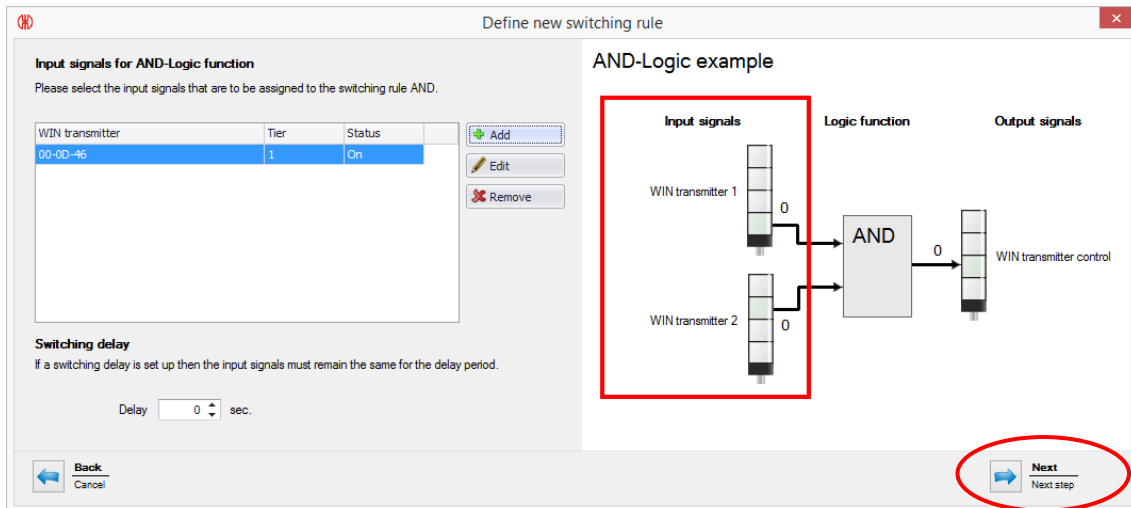 Define new switching rule
Input signals for AND-Logic function
Please select the input signals that are to be assigned to the switching rule AND.
WIN transmitter Tier Status
00-0D-46 1 On
Add
Edit
Remove
Switching delay
If a switching delay is set up then the input signals must remain the same for the delay period.
Delay 0 sec.
AND-Logic example
Input signals Logic function Output signals
WIN transmitter 1
0
AND
0
WIN transmitter control
WIN transmitter 2
0
Back
Cancel
Next
Next step